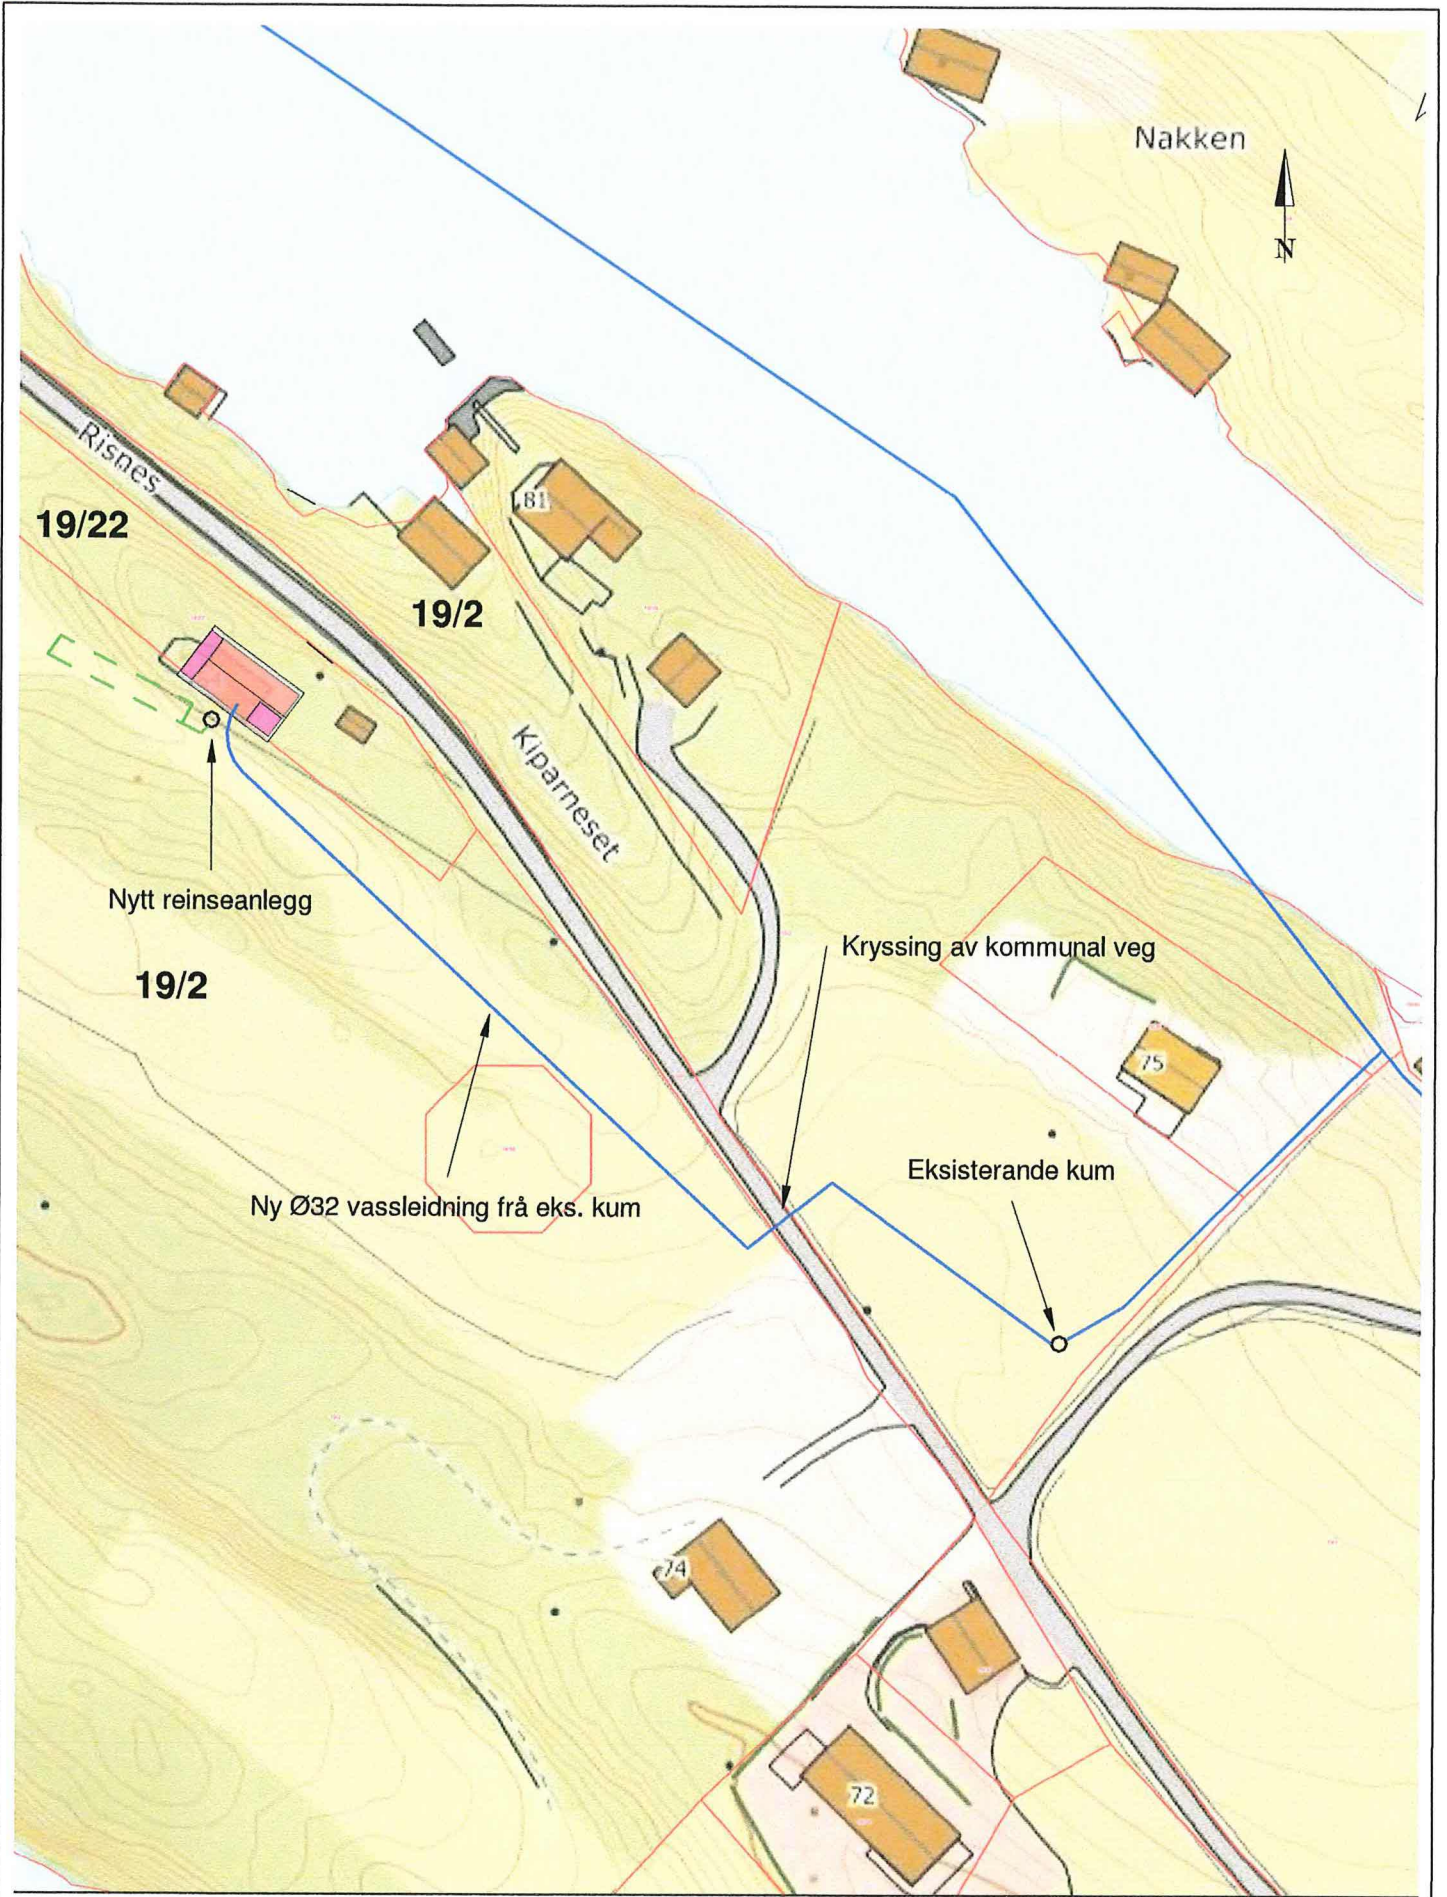 Nakken
N
Risnes
19/22
81
19/2
Kiparneset
Nytt reinseanlegg
Kryssing av kommunal veg
19/2
75
Eksisterande kum
Ny Ø32 vassleidning frå eks. kum
74
72